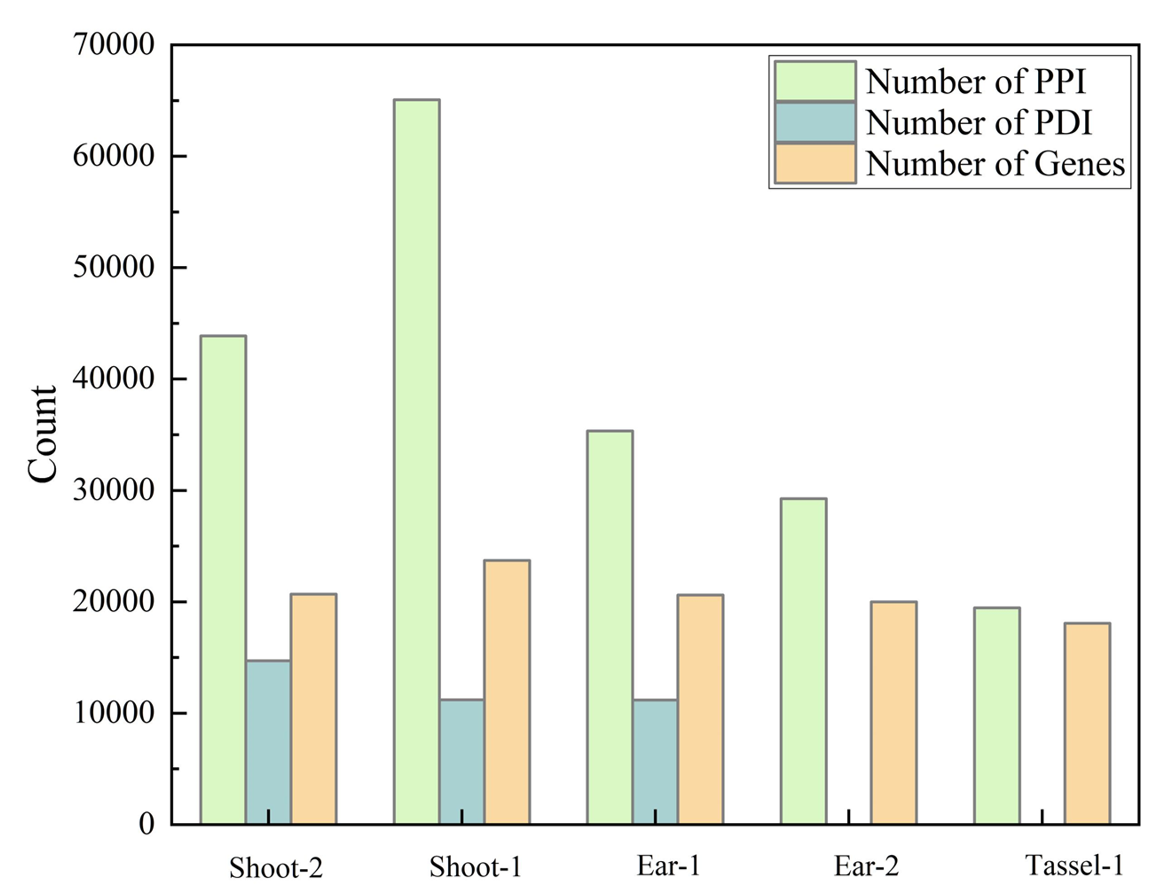 70000
60000
50000
40000
30000
20000
10000
0
Count
Number of PPI
Number of PDI
Number of Genes
Shoot-2 Shoot-1 Ear-1 Ear-2 Tassel-1